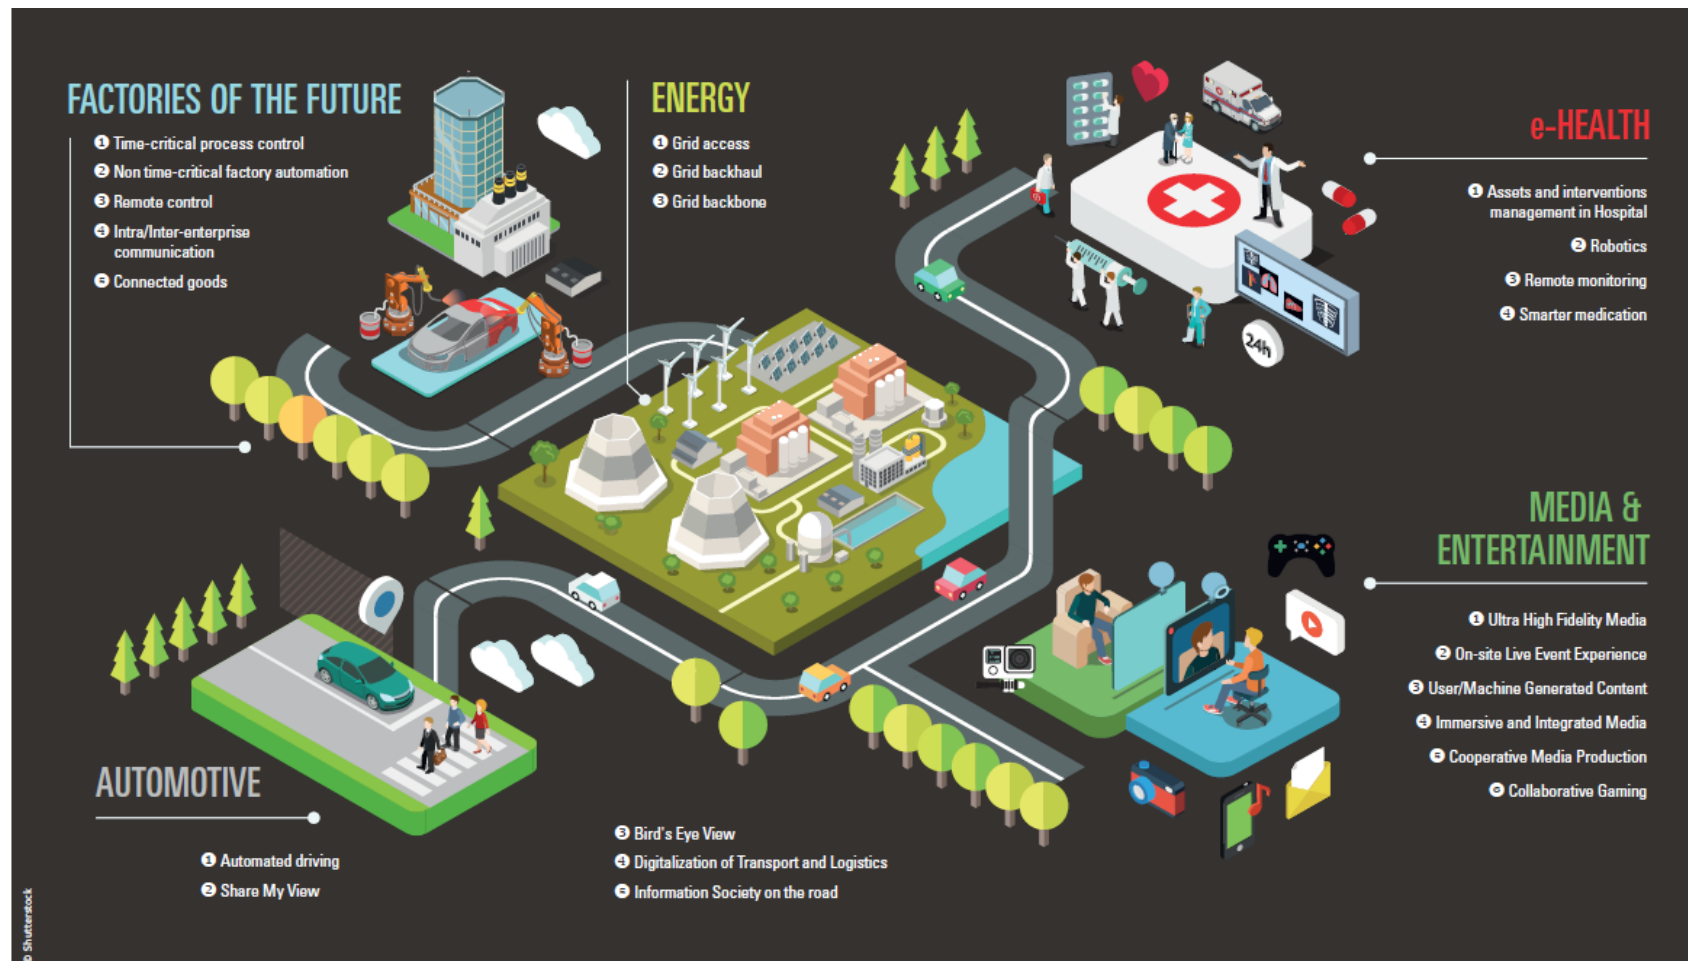 FACTORIES OF THE FUTURE
❶ Time-critical process control
❷ Non time-critical factory automation
❸ Remote control
❹ Intra/Inter-enterprise
communication
❺ Connected goods
ENERGY
❶ Grid access
❷ Grid backhaul
❸ Grid backbone
e-HEALTH
❶ Assets and interventions
management in Hospital
❷ Robotics
❸ Remote monitoring
❹ Smarter medication
24h
MEDIA &
ENTERTAINMENT
❶ Ultra High Fidelity Media
❷ On-site Live Event Experience
❸ User/Machine Generated Content
❹ Immersive and Integrated Media
❺ Cooperative Media Production
❻ Collaborative Gaming
AUTOMOTIVE
❶ Automated driving
❷ Share My View
❸ Bird's Eye View
❹ Digitalization of Transport and Logistics
❺ Information Society on the road
© Shutterstock